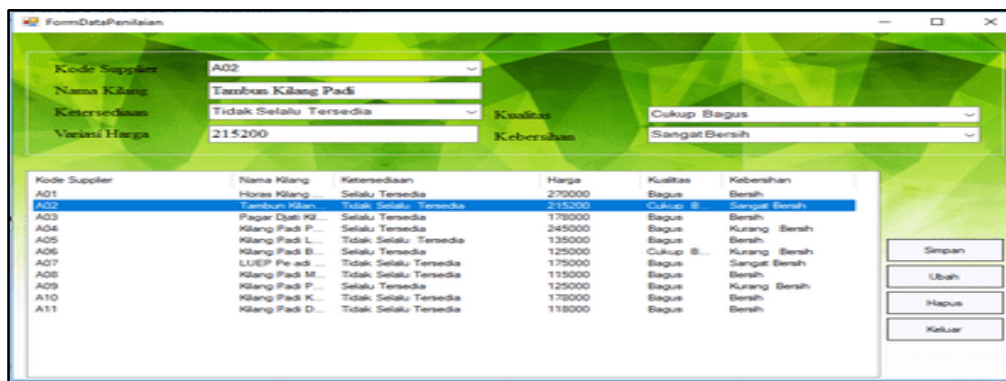 FormDataPenilaian
Kode Supplier A02
Nama Kilang Tambun Kilang Padi
Ketersediaan Tidak Selalu Tersedia Kualitas Cukup Bagus
Variasi Harga 215200 Kebersihan Sangat Bersih
Kode Supplier Nama Kilang Ketersediaan Harga Kualitas Kebersihan
A01 Horas Kilang ... Selalu Tersedia 270000 Bagus Bersih
A02 Tambun Kilan... Tidak Selalu Tersedia 215200 Cukup B... Sangat Bersih
A03 Pagar Djati Kil... Selalu Tersedia 178000 Bagus Bersih
A04 Kilang Padi P... Selalu Tersedia 245000 Bagus Kurang Bersih
A05 Kilang Padi L... Tidak Selalu Tersedia 135000 Bagus Bersih
A06 Kilang Padi B... Selalu Tersedia 125000 Cukup B... Kurang Bersih
A07 LUEP Pe adi ... Tidak Selalu Tersedia 175000 Bagus Sangat Bersih
A08 Kilang Padi M... Tidak Selalu Tersedia 115000 Bagus Bersih
A09 Kilang Padi P... Selalu Tersedia 125000 Bagus Kurang Bersih
A10 Kilang Padi K... Tidak Selalu Tersedia 178000 Bagus Bersih
A11 Kilang Padi D... Tidak Selalu Tersedia 118000 Bagus Bersih
Simpan
Ubah
Hapus
Keluar